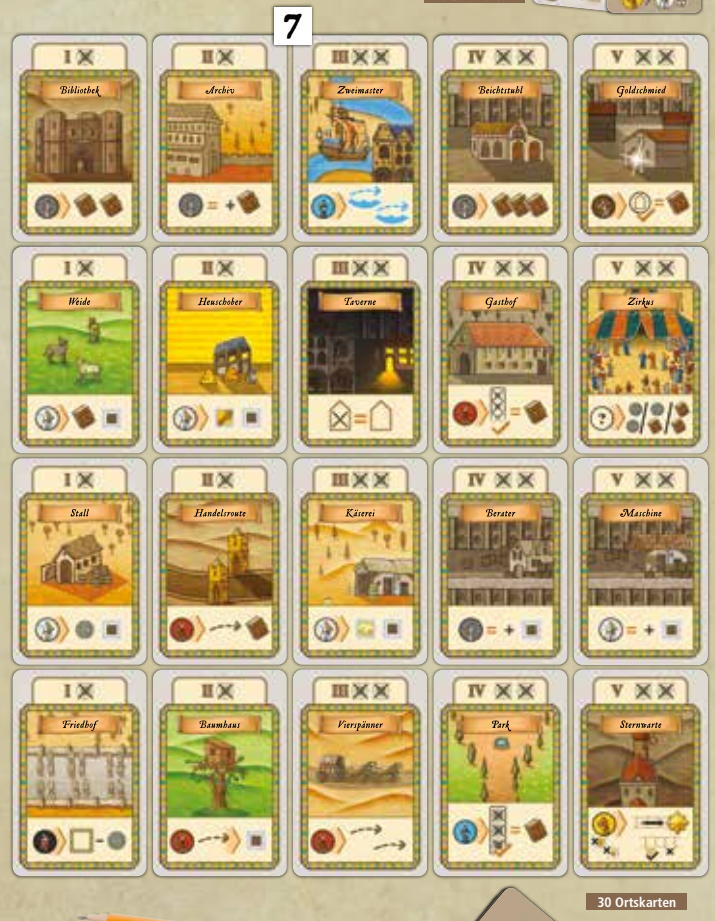 7
I II III IV V
Bibliothek Archiv Zweimaster Beichtstuhl Goldschmied
= + =
I II III IV V
Weide Heuschober Taverne Gasthof Zirkus
= = ? / /
I II III IV V
Stall Handelsroute Käserei Berater Maschine
= + = +
I II III IV V
Friedhof Baumhaus Vierspänner Park Sternwarte
- =
30 Ortskarten